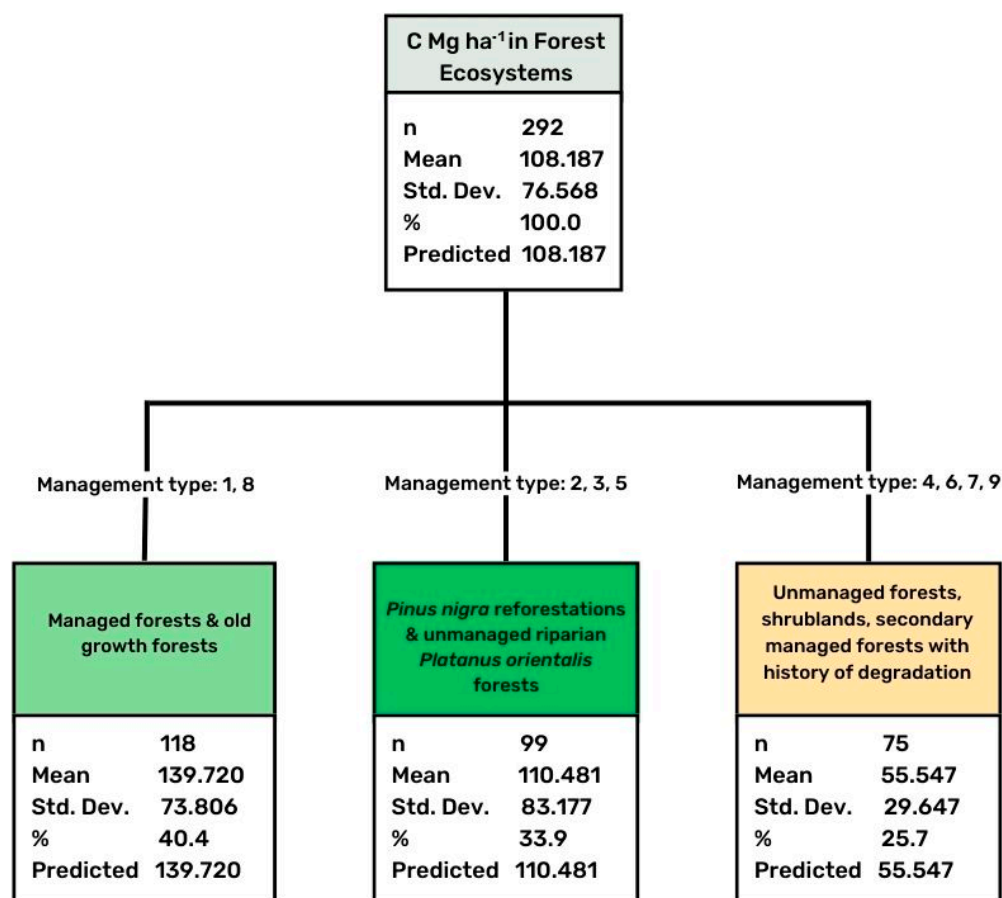 C Mg ha⁻¹ in Forest
Ecosystems
n 292
Mean 108.187
Std. Dev. 76.568
% 100.0
Predicted 108.187
Management type: 1, 8
Management type: 2, 3, 5
Management type: 4, 6, 7, 9
Managed forests & old
growth forests
n 118
Mean 139.720
Std. Dev. 73.806
% 40.4
Predicted 139.720
Pinus nigra reforestations
& unmanaged riparian
Platanus orientalis
forests
n 99
Mean 110.481
Std. Dev. 83.177
% 33.9
Predicted 110.481
Unmanaged forests,
shrublands, secondary
managed forests with
history of degradation
n 75
Mean 55.547
Std. Dev. 29.647
% 25.7
Predicted 55.547